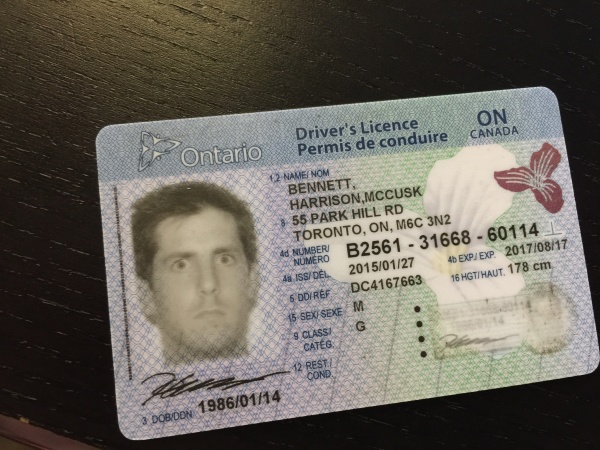 Ontario
Driver's Licence
Permis de conduire
ON
CANADA
1,2 NAME/ NOM
BENNETT,
HARRISON,MCCUSK
8 55 PARK HILL RD
TORONTO, ON, M6C 3N2
4d NUMBER/ NUMÉRO B2561 - 31668 - 60114
4a ISS/ DÉL 2015/01/27 4b EXP./ EXP. 2017/08/17
5 DD/RÉF DC4167663 16 HGT/HAUT. 178 cm
15 SEX/ SEXE M
9 CLASS/ CATÉG. G
12 REST./ COND.
3 DOB/DDN 1986/01/14